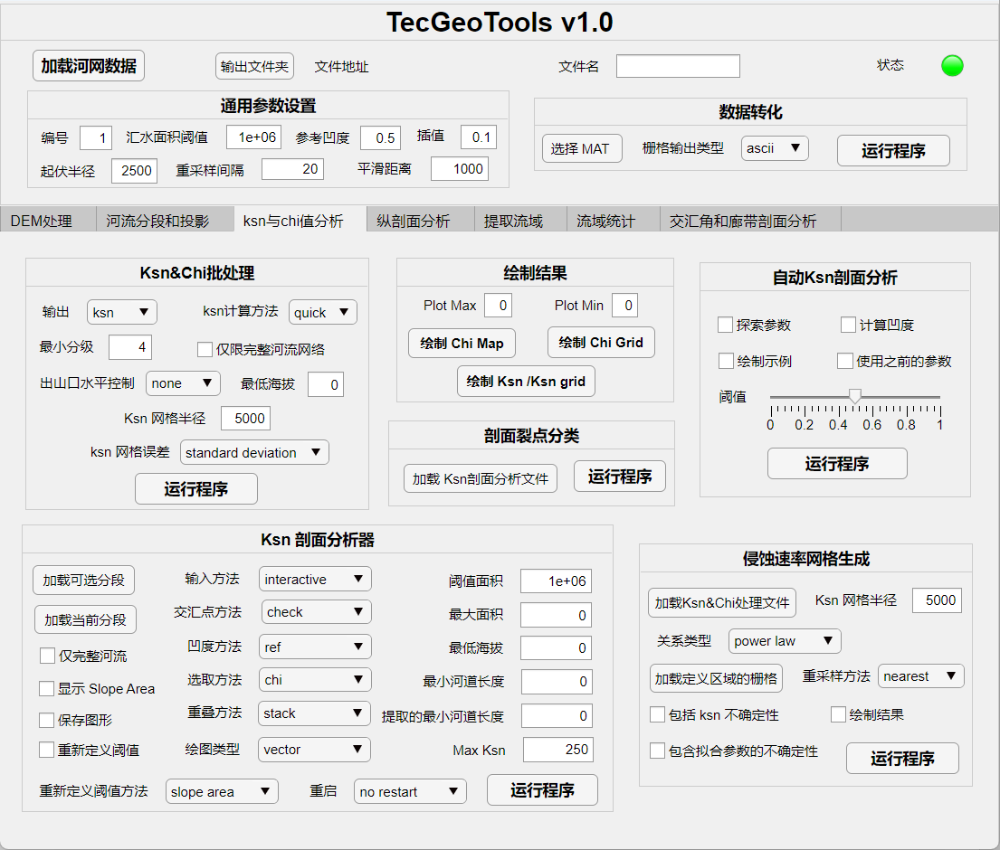 TecGeoTools v1.0
加载河网数据 输出文件夹 文件地址 文件名 状态
通用参数设置
编号 1 汇水面积阈值 1e+06 参考凹度 0.5 插值 0.1
起伏半径 2500 重采样间隔 20 平滑距离 1000
数据转化
选择 MAT 栅格输出类型 ascii 运行程序
DEM处理 河流分段和投影 ksn与chi值分析 纵剖面分析 提取流域 流域统计 交汇角和廊带剖面分析
Ksn&Chi批处理
输出 ksn ksn计算方法 quick
最小分级 4 仅限完整河流网络
出山口水平控制 none 最低海拔 0
Ksn 网格半径 5000
ksn 网格误差 standard deviation
运行程序
绘制结果
Plot Max 0 Plot Min 0
绘制 Chi Map 绘制 Chi Grid
绘制 Ksn /Ksn grid
剖面裂点分类
加载 Ksn剖面分析文件 运行程序
自动Ksn剖面分析
探索参数 计算凹度
绘制示例 使用之前的参数
阈值
0 0.2 0.4 0.6 0.8 1
运行程序
Ksn 剖面分析器
加载可选分段 输入方法 interactive 阈值面积 1e+06
加载当前分段 交汇点方法 check 最大面积 0
仅完整河流 凹度方法 ref 最低海拔 0
显示 Slope Area 选取方法 chi 最小河道长度 0
保存图形 重叠方法 stack 提取的最小河道长度 0
重新定义阈值 绘图类型 vector Max Ksn 250
重新定义阈值方法 slope area 重启 no restart 运行程序
侵蚀速率网格生成
加载Ksn&Chi处理文件 Ksn 网格半径 5000
关系类型 power law
加载定义区域的栅格 重采样方法 nearest
包括 ksn 不确定性 绘制结果
包含拟合参数的不确定性 运行程序